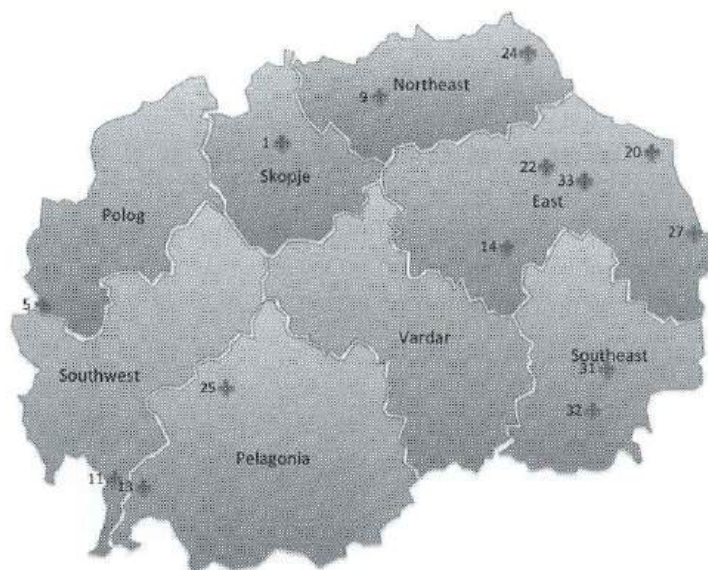 24
Northeast
9
1
Skopje
20
22
33
East
Polog
27
14
5
Vardar
Southeast
31
Southwest
25
32
Pelagonia
11
13